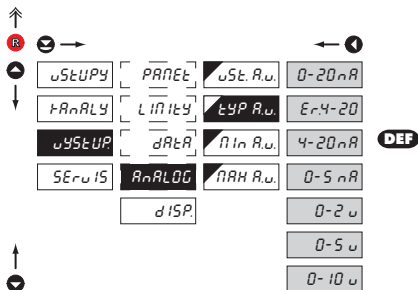 R
VSTUPY PAMĚŤ VST. A.V. 0-20mA
KANALY LIMITY TYP A.V. Er.4-20
VYSTUP. DATA MIN A.V. 4-20mA DEF
SERVIS ANALOG MAX A.V. 0-5 mA
DISP. 0-2 V
0-5 V
0-10 V